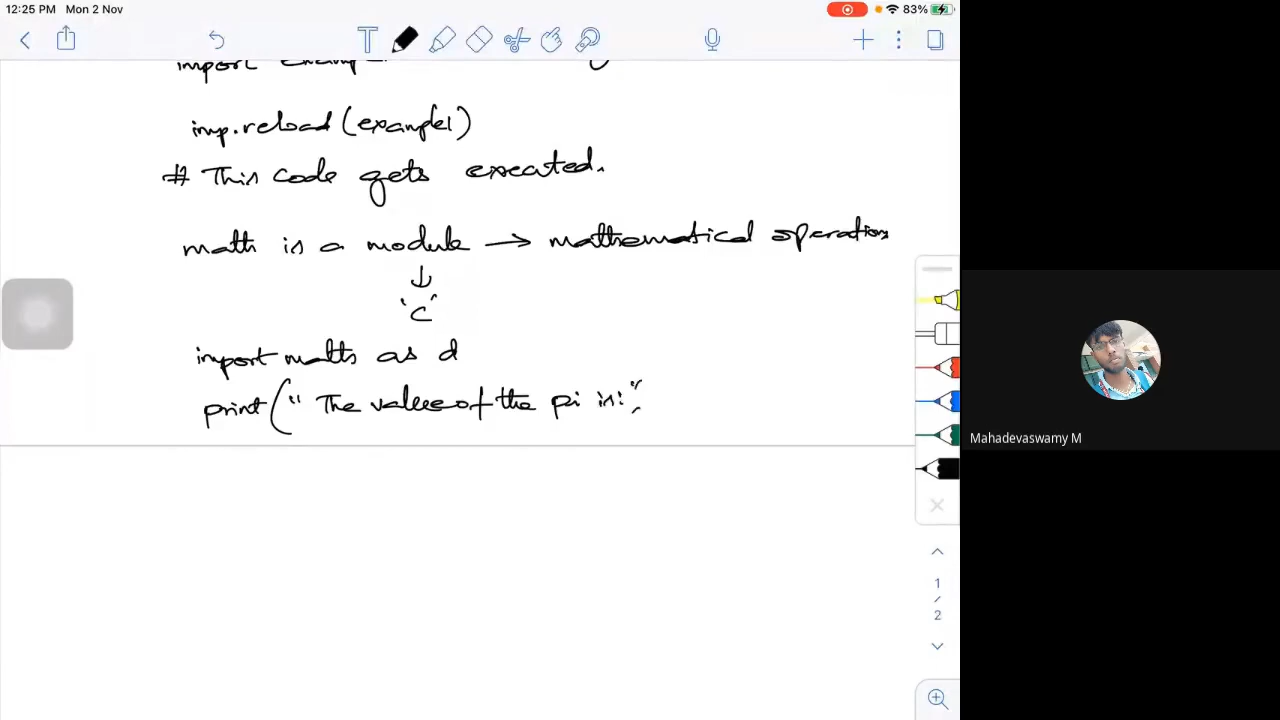 12:25 PM Mon 2 Nov 83%
import
imp.reload (example1)
# This code gets executed.
math is a module → mathematical operations
↓
"C"
import math as d
print (" The value of the pi is:",
1
/
2
Mahadevaswamy M